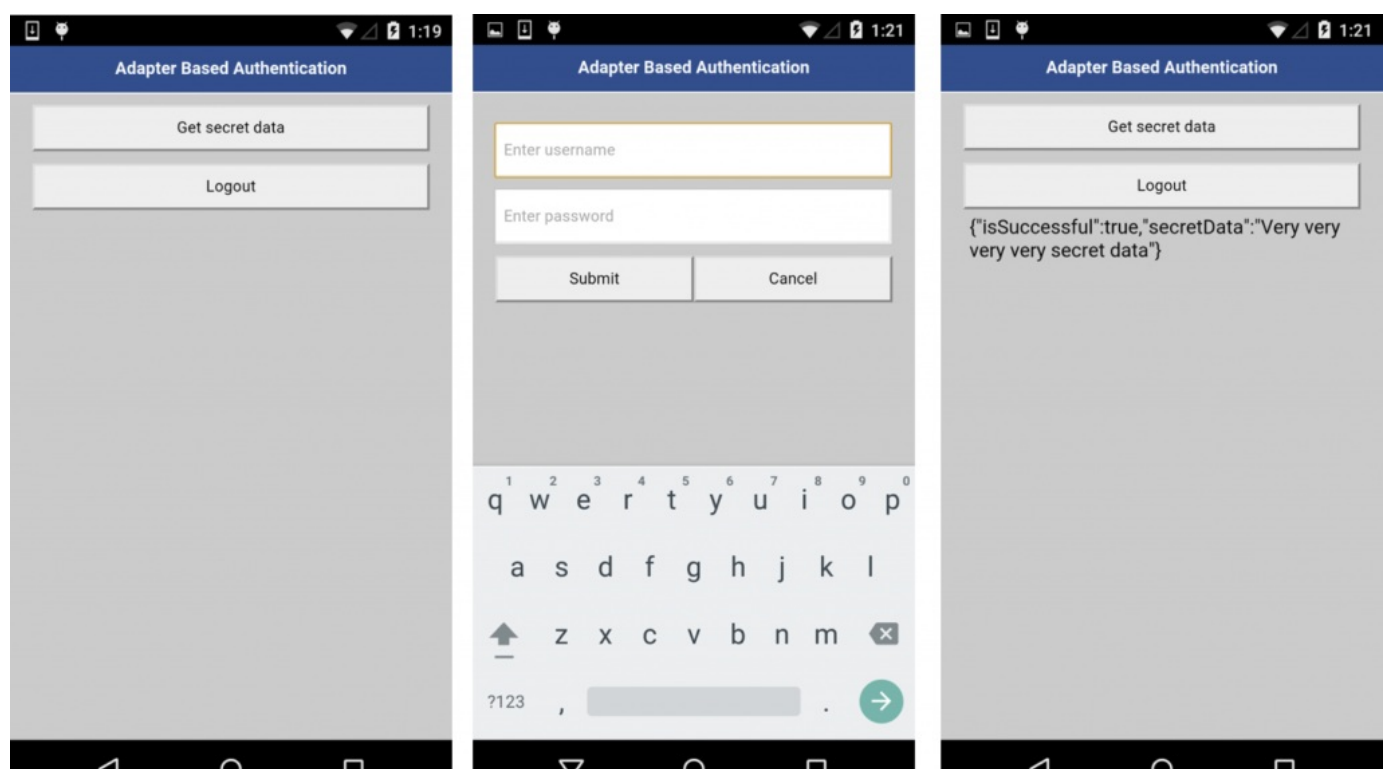 1:19
Adapter Based Authentication
Get secret data
Logout
1:21
Adapter Based Authentication
Enter username
Enter password
Submit Cancel
1 2 3 4 5 6 7 8 9 0
q w e r t y u i o p
a s d f g h j k l
z x c v b n m
?123 , .
1:21
Adapter Based Authentication
Get secret data
Logout
{"isSuccessful":true,"secretData":"Very very
very very secret data"}